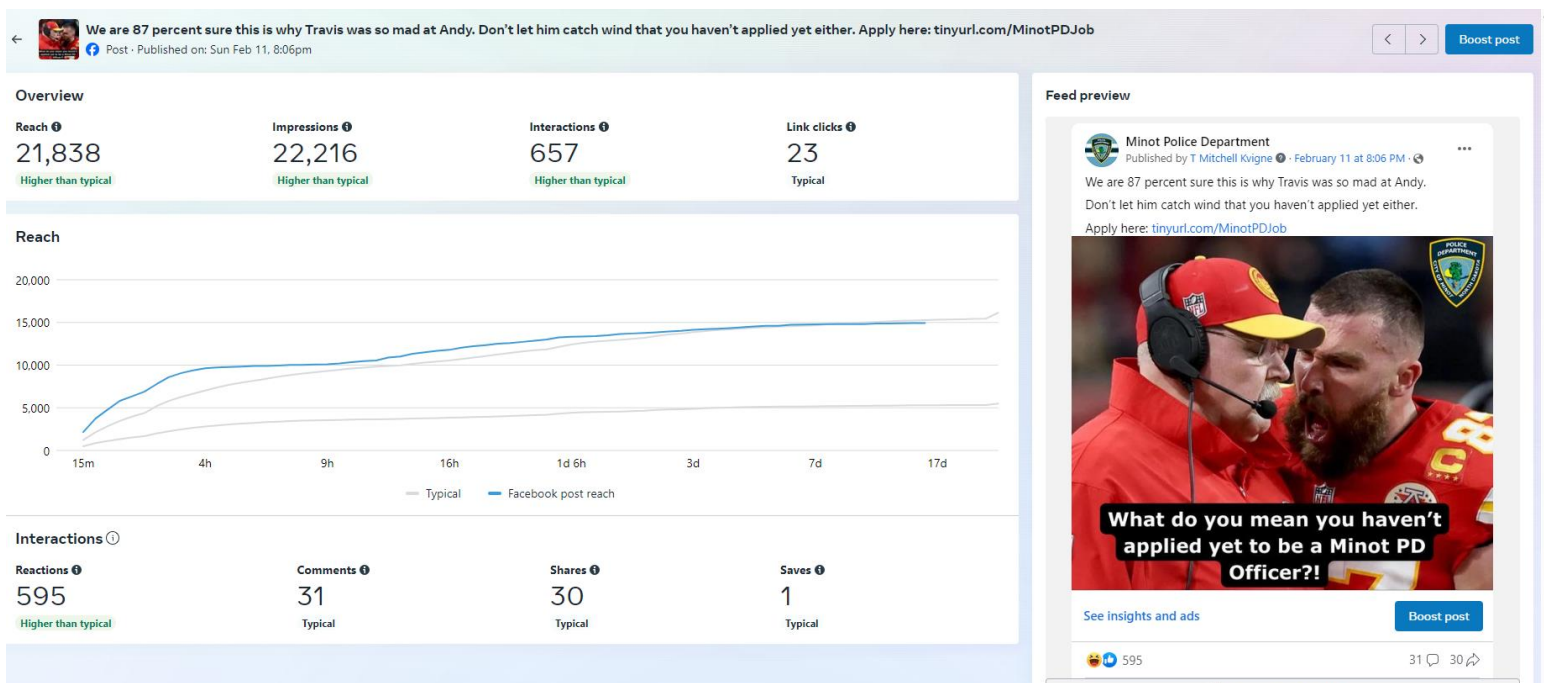 We are 87 percent sure this is why Travis was so mad at Andy. Don't let him catch wind that you haven't applied yet either. Apply here: tinyurl.com/MinotPDJob
Post · Published on: Sun Feb 11, 8:06pm
Boost post
Overview
Reach
Impressions
Interactions
Link clicks
21,838
22,216
657
23
Higher than typical
Higher than typical
Higher than typical
Typical
Reach
20,000
15,000
10,000
5,000
0
15m
4h
9h
16h
1d 6h
3d
7d
17d
Typical
Facebook post reach
Interactions
Reactions
Comments
Shares
Saves
595
31
30
1
Higher than typical
Typical
Typical
Typical
Feed preview
Minot Police Department
Published by T Mitchell Kvigne · February 11 at 8:06 PM ·
We are 87 percent sure this is why Travis was so mad at Andy.
Don't let him catch wind that you haven't applied yet either.
Apply here: tinyurl.com/MinotPDJob
POLICE
DEPARTMENT
CITY OF MINOT
NORTH DAKOTA
NFL
What do you mean you haven't
applied yet to be a Minot PD
Officer?!
See insights and ads
Boost post
595
31
30